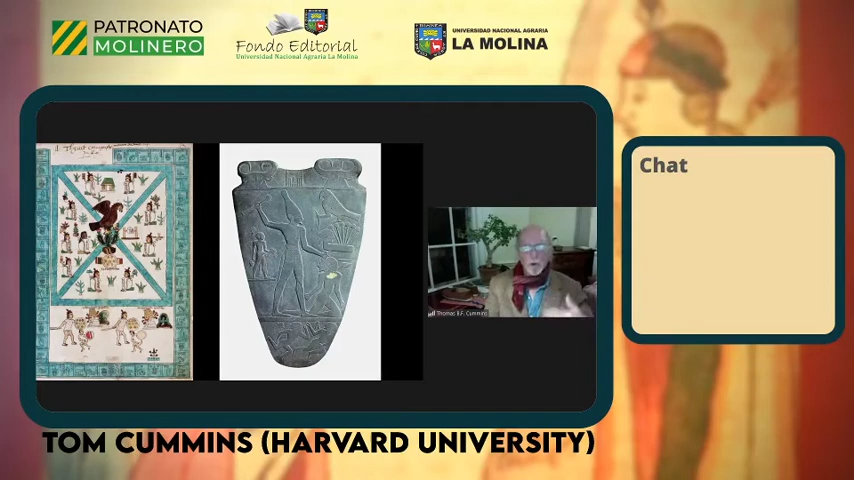 PATRONATO
MOLINERO
Fondo Editorial
Universidad Nacional Agraria La Molina
UNIVERSIDAD NACIONAL AGRARIA
LA MOLINA
Chat
Thomas B.F. Cummins
TOM CUMMINS (HARVARD UNIVERSITY)